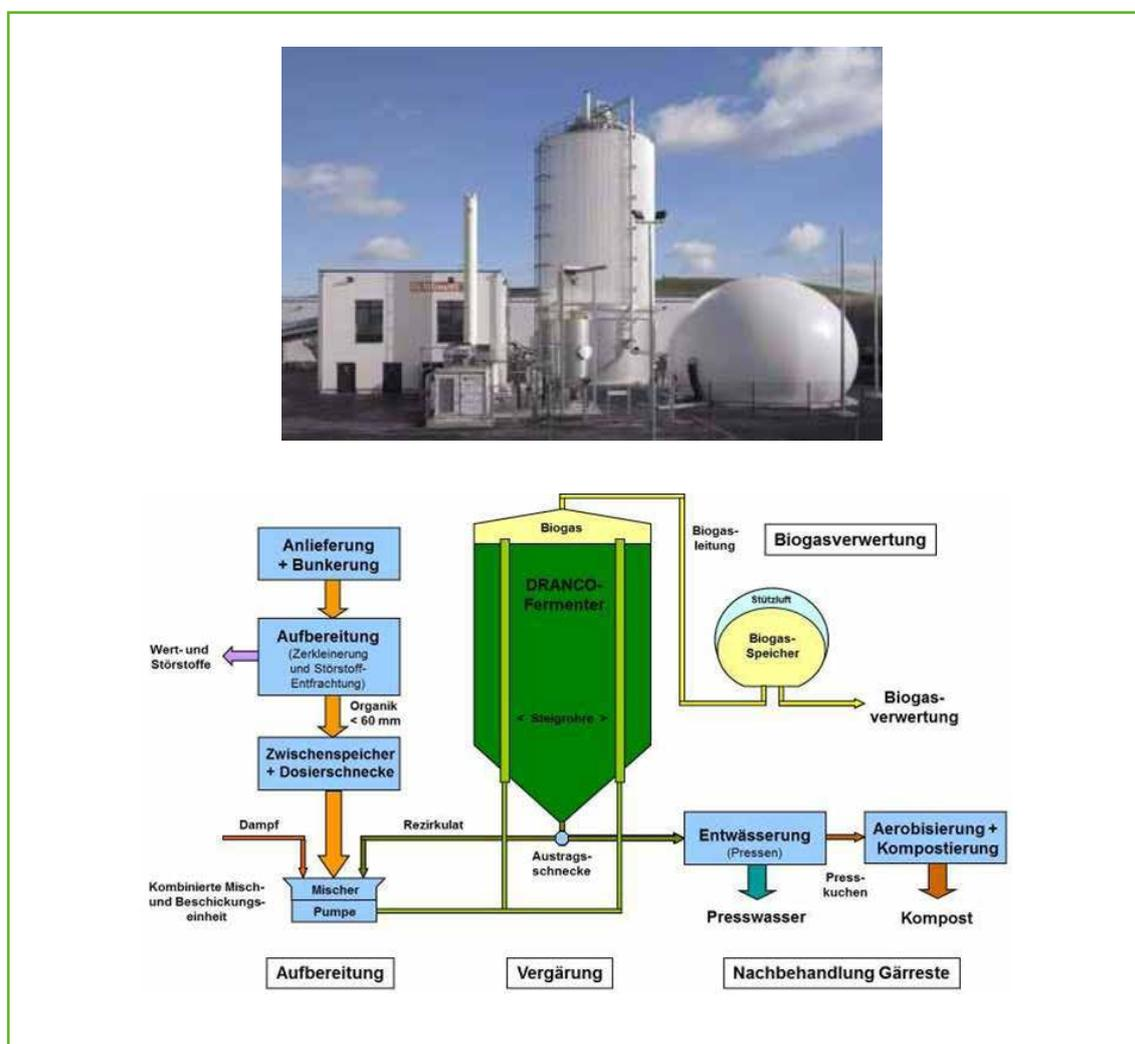 Biogas
Biogas-
leitung
Biogasverwertung
Anlieferung
+ Bunkerung
DRANCO-
Fermenter
Stützluft
Biogas-
Speicher
Wert- und
Störstoffe
Aufbereitung
(Zerkleinerung
und Störstoff-
Entfrachtung)
Organik
< 60 mm
< Steigrohre >
Biogas-
verwertung
Zwischenspeicher
+ Dosierschnecke
Dampf
Rezirkulat
Austrags-
schnecke
Entwässerung
(Pressen)
Aerobisierung +
Kompostierung
Press-
kuchen
Kombinierte Misch-
und Beschickungs-
einheit
Mischer
Pumpe
Presswasser
Kompost
Aufbereitung
Vergärung
Nachbehandlung Gärreste